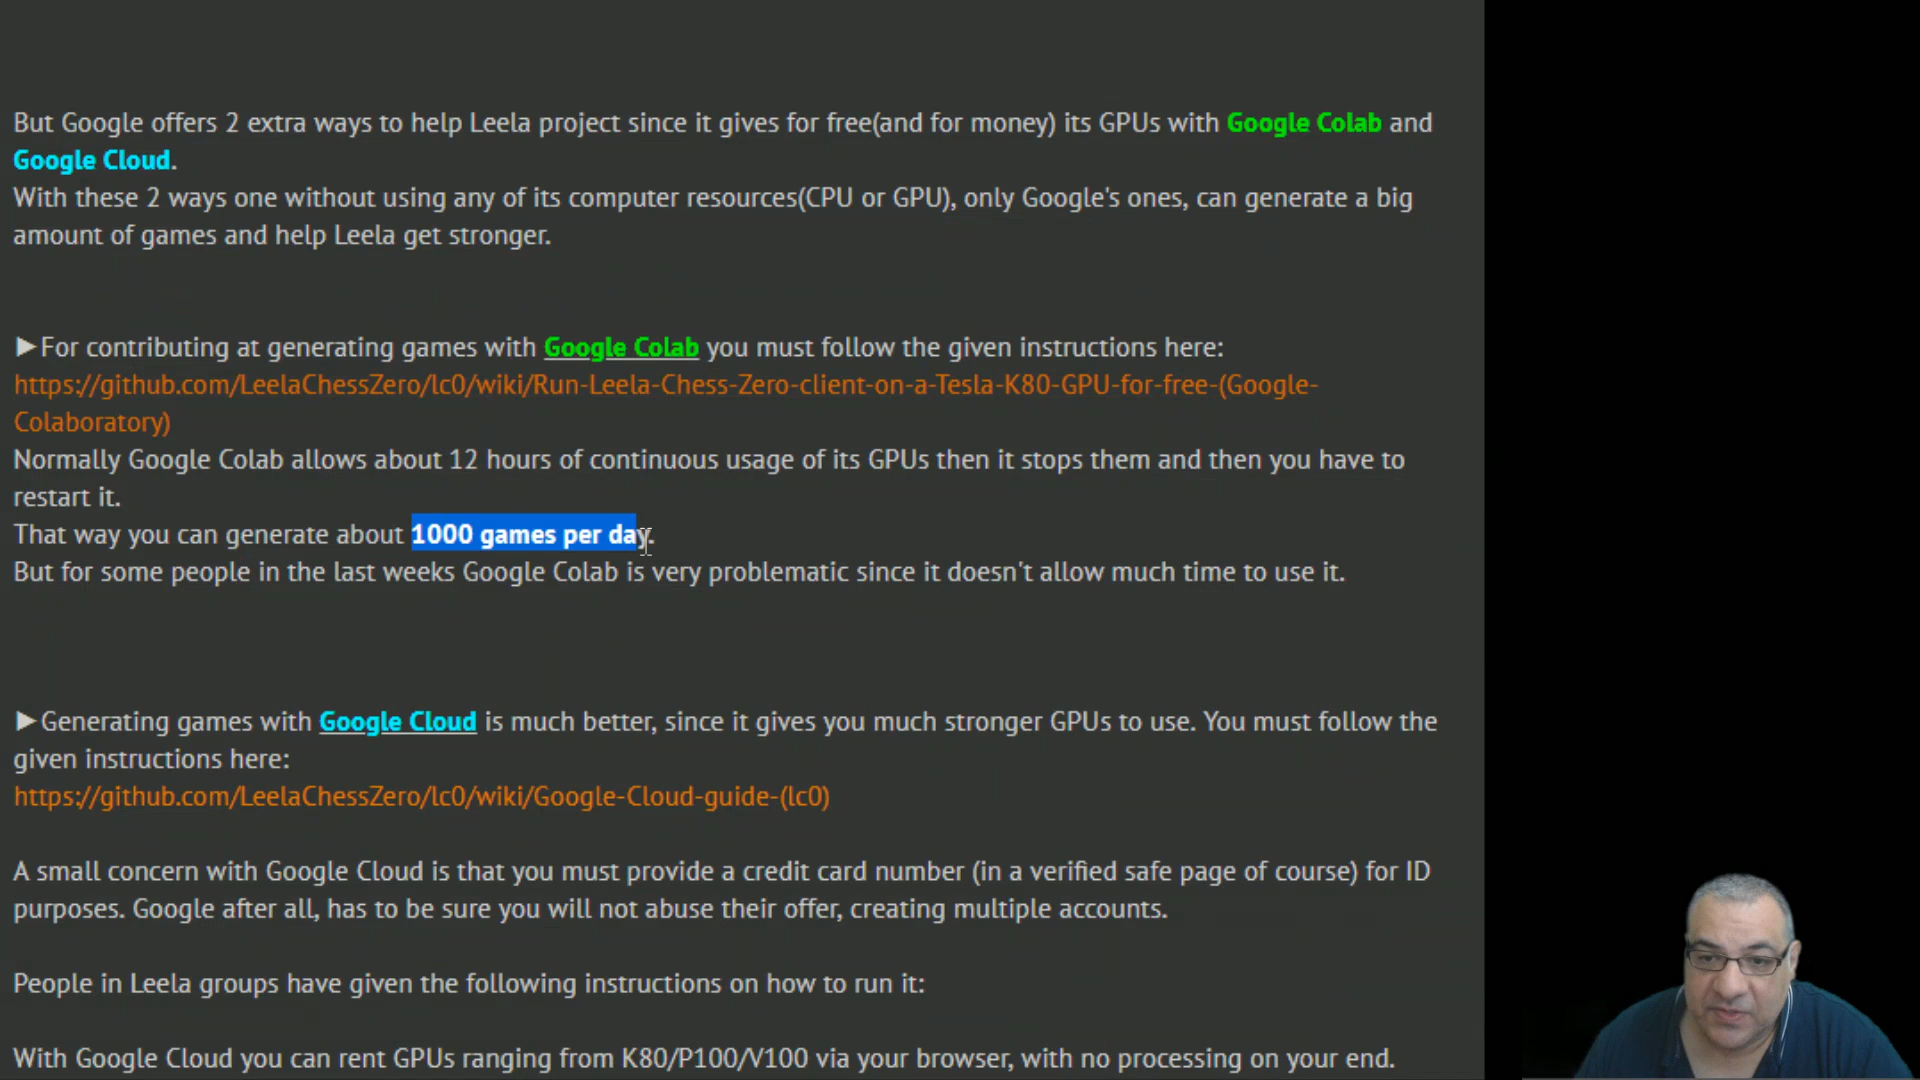 But Google offers 2 extra ways to help Leela project since it gives for free(and for money) its GPUs with Google Colab and
Google Cloud.
With these 2 ways one without using any of its computer resources(CPU or GPU), only Google's ones, can generate a big
amount of games and help Leela get stronger.
►For contributing at generating games with Google Colab you must follow the given instructions here:
https://github.com/LeelaChessZero/lc0/wiki/Run-Leela-Chess-Zero-client-on-a-Tesla-K80-GPU-for-free-(Google-
Colaboratory)
Normally Google Colab allows about 12 hours of continuous usage of its GPUs then it stops them and then you have to
restart it.
That way you can generate about 1000 games per day.
But for some people in the last weeks Google Colab is very problematic since it doesn't allow much time to use it.
►Generating games with Google Cloud is much better, since it gives you much stronger GPUs to use. You must follow the
given instructions here:
https://github.com/LeelaChessZero/lc0/wiki/Google-Cloud-guide-(lc0)
A small concern with Google Cloud is that you must provide a credit card number (in a verified safe page of course) for ID
purposes. Google after all, has to be sure you will not abuse their offer, creating multiple accounts.
People in Leela groups have given the following instructions on how to run it:
With Google Cloud you can rent GPUs ranging from K80/P100/V100 via your browser, with no processing on your end.